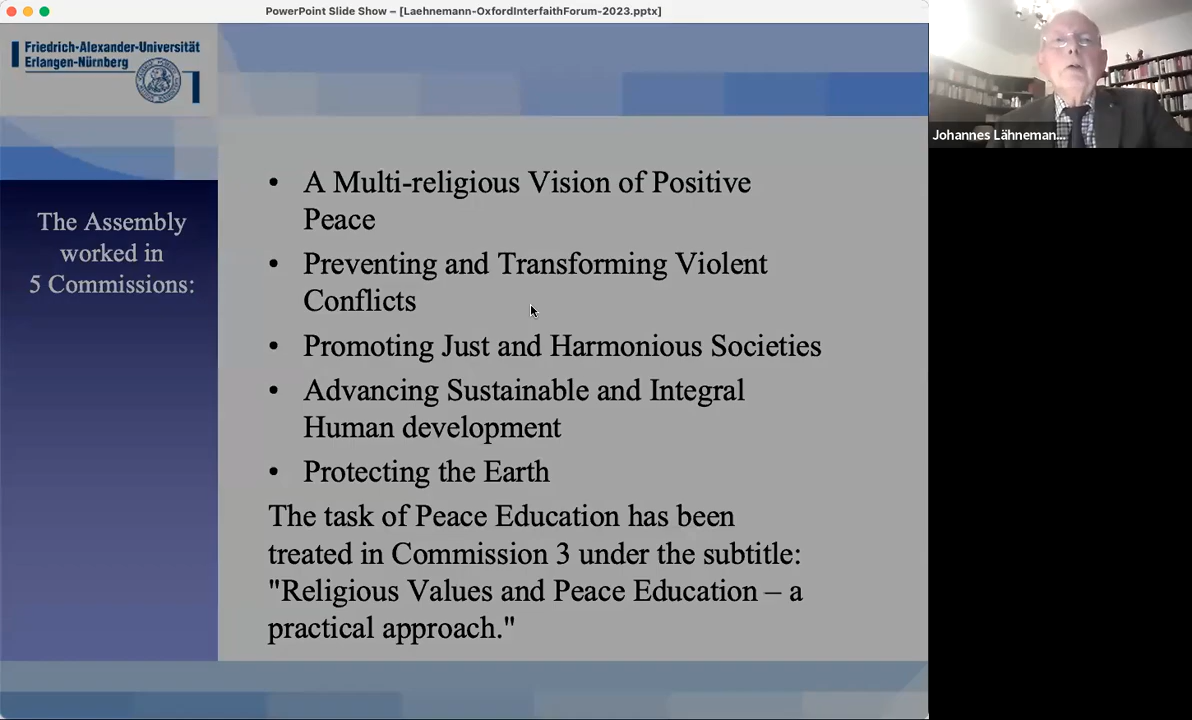 PowerPoint Slide Show – [Laehnemann-OxfordInterfaithForum-2023.pptx]
Friedrich-Alexander-Universität
Erlangen-Nürnberg
The Assembly
worked in
5 Commissions:
• A Multi-religious Vision of Positive
Peace
• Preventing and Transforming Violent
Conflicts
• Promoting Just and Harmonious Societies
• Advancing Sustainable and Integral
Human development
• Protecting the Earth
The task of Peace Education has been
treated in Commission 3 under the subtitle:
"Religious Values and Peace Education – a
practical approach."
Johannes Lähneman...